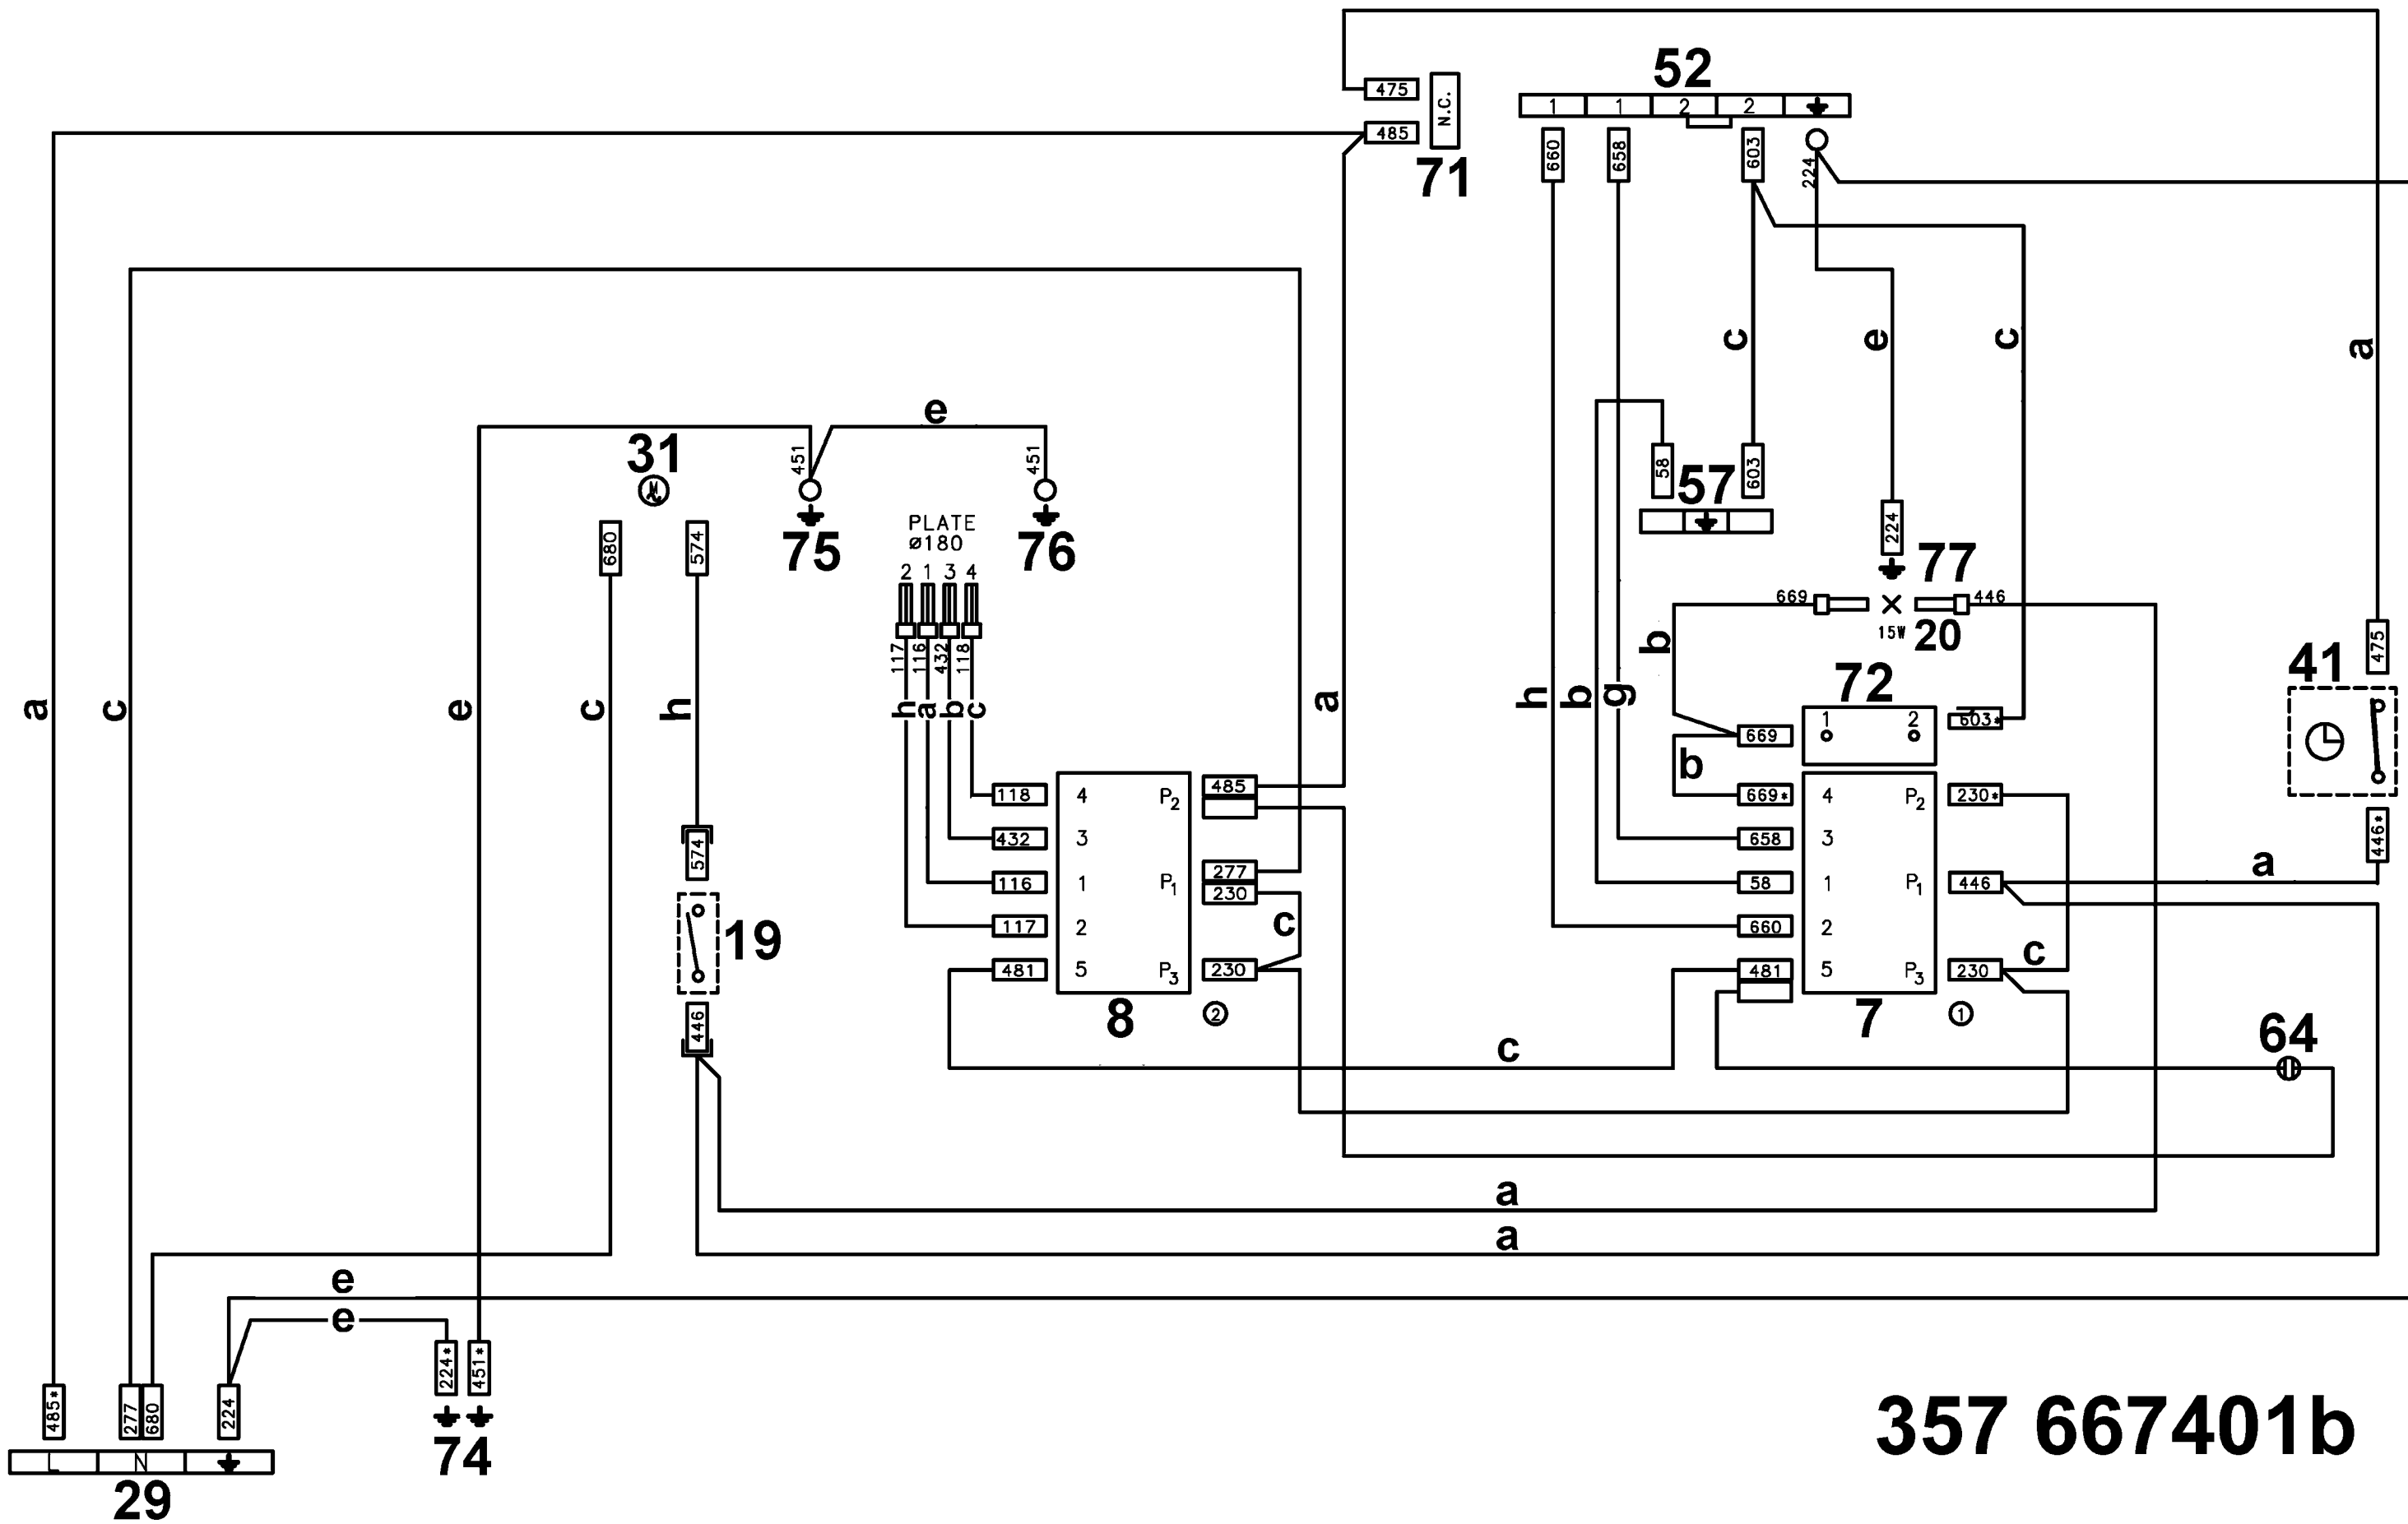 475
N.C.
485
71
52
1 1 2 2
660
658
603
224
a
c
e
c
a
e
31
451
451
75
76
680
574
PLATE
ø180
2 1 3 4
117
116
432
118
h a b c
58
57
603
224
77
669
446
15W 20
b
72
1 2
669
603*
b
41
475
446*
a
c
e
c
h
a
h
b
g
574
19
446
118 4 P2 485
432 3
116 1 P1 277
230
117 2
c
481 5 P3 230
8
2
669* 4 P2 230*
658 3
58 1 P1 446
a
660 2
c
481 5 P3 230
7
1
64
c
a
a
e
e
485*
277
680
224
224*
451*
L N
29
74
357 667401b